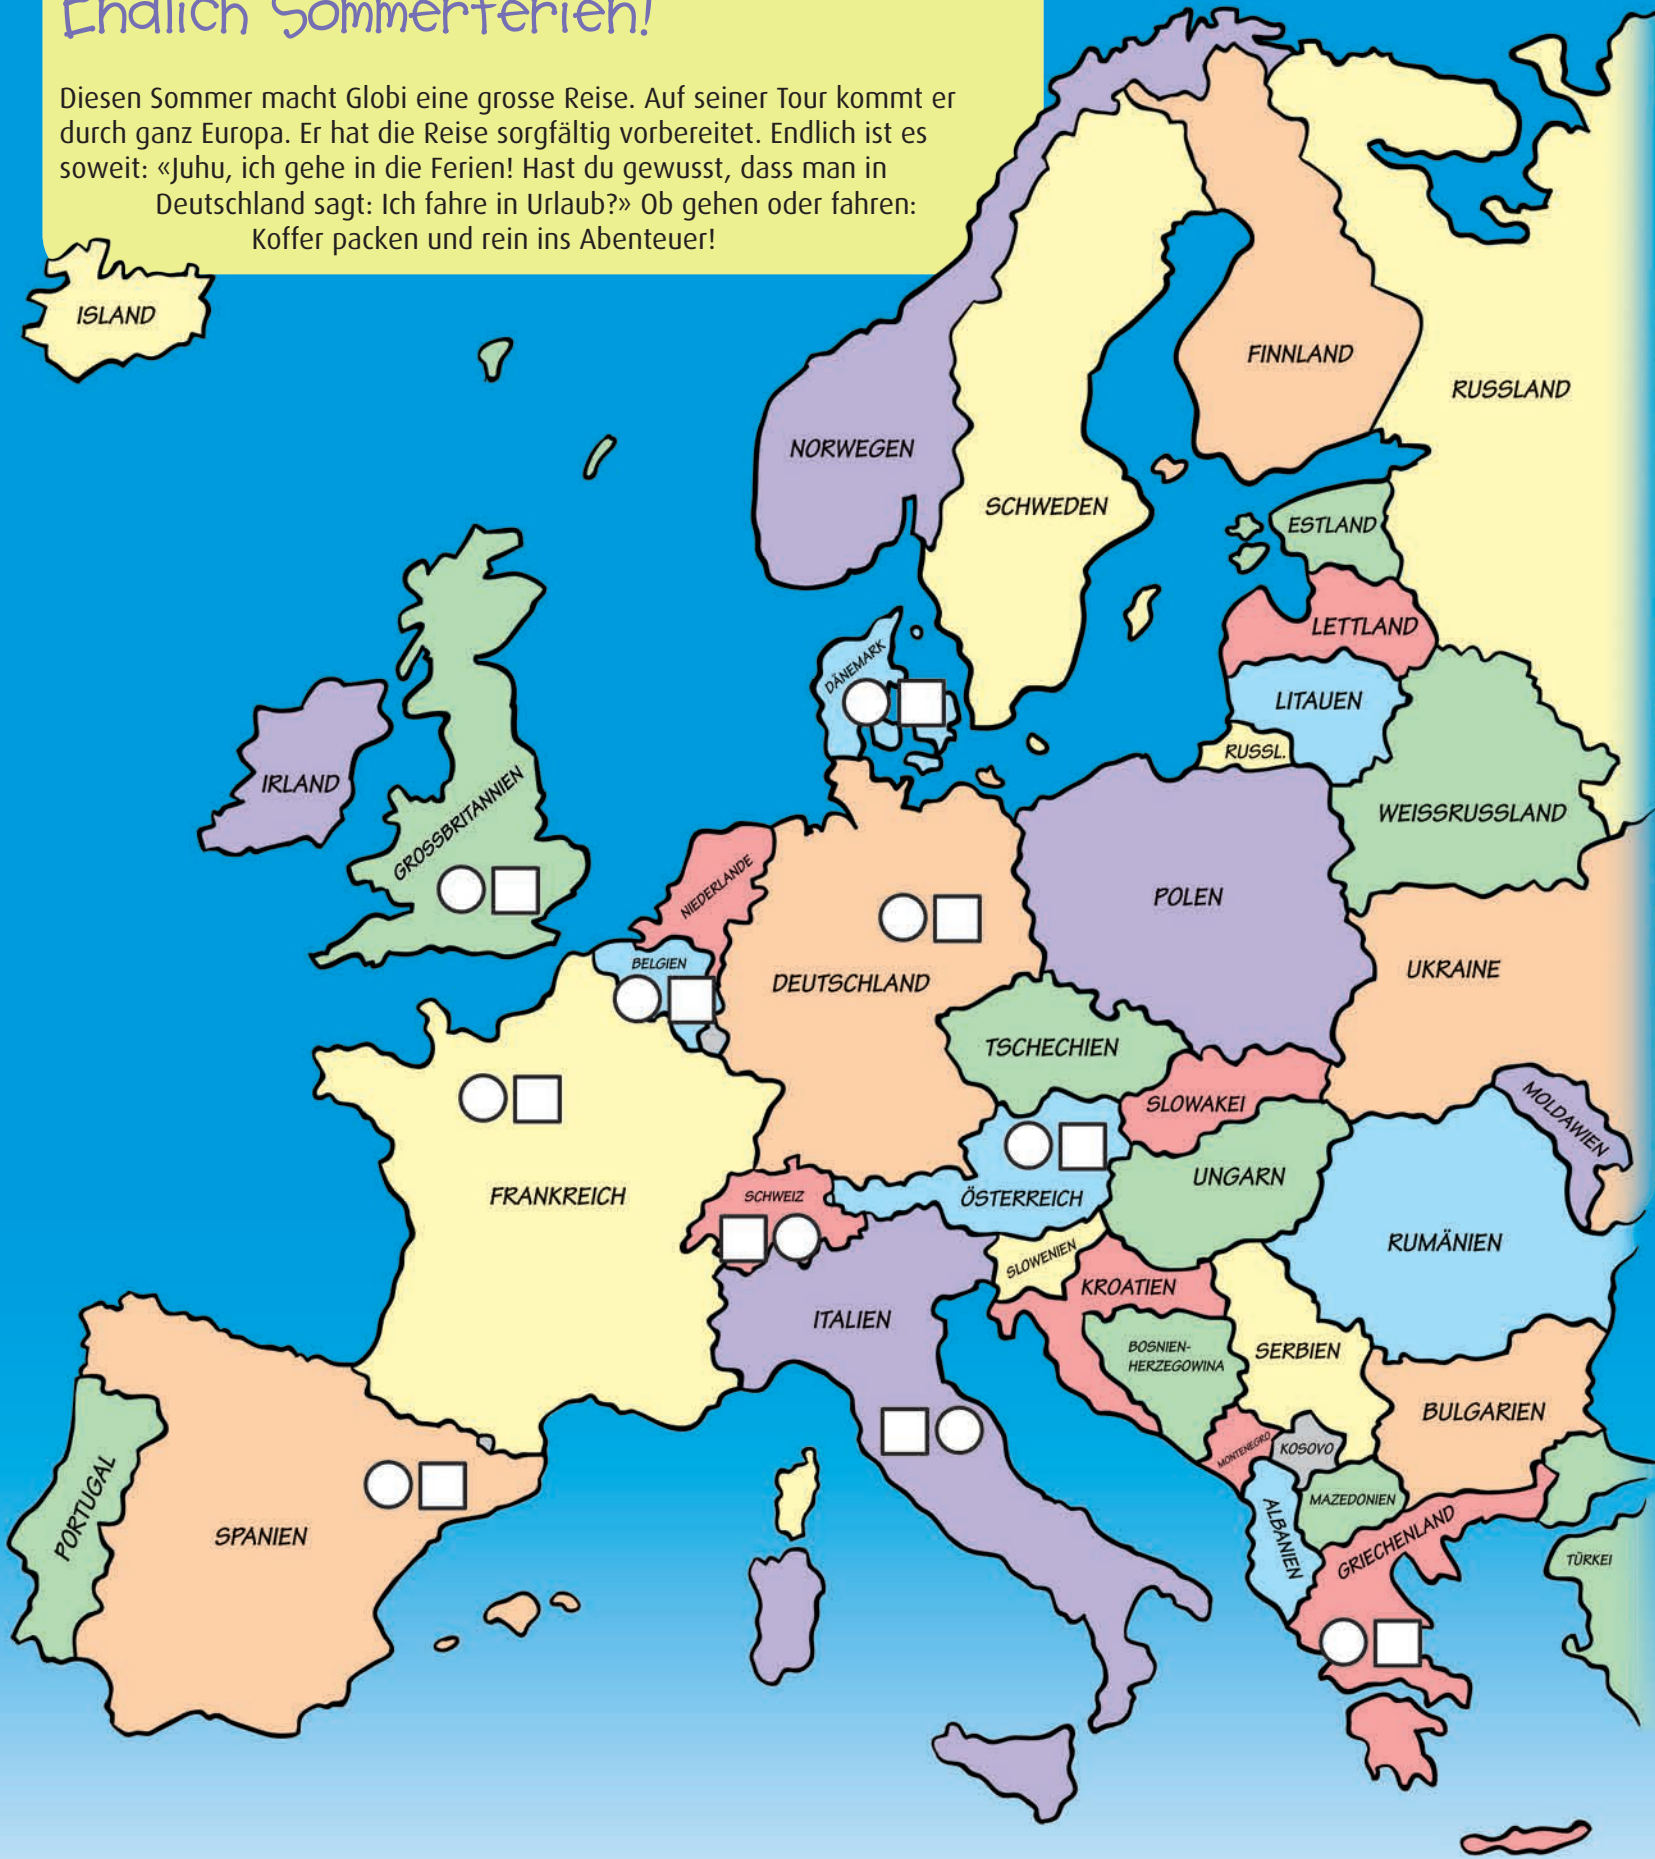 Endlich Sommerferien!
Diesen Sommer macht Globi eine grosse Reise. Auf seiner Tour kommt er
durch ganz Europa. Er hat die Reise sorgfältig vorbereitet. Endlich ist es
soweit: «Juhu, ich gehe in die Ferien! Hast du gewusst, dass man in
Deutschland sagt: Ich fahre in Urlaub?» Ob gehen oder fahren:
Koffer packen und rein ins Abenteuer!
ISLAND
FINNLAND
RUSSLAND
NORWEGEN
SCHWEDEN
ESTLAND
LETTLAND
DÄNEMARK
LITAUEN
RUSSL.
IRLAND
GROSSBRITANNIEN
WEISSRUSSLAND
NIEDERLANDE
POLEN
BELGIEN
DEUTSCHLAND
UKRAINE
TSCHECHIEN
SLOWAKEI
MOLDAWIEN
UNGARN
FRANKREICH
SCHWEIZ
ÖSTERREICH
RUMÄNIEN
SLOWENIEN
KROATIEN
ITALIEN
BOSNIEN-
HERZEGOWINA
SERBIEN
BULGARIEN
MONTENEGRO
KOSOVO
PORTUGAL
SPANIEN
ALBANIEN
MAZEDONIEN
GRIECHENLAND
TÜRKEI